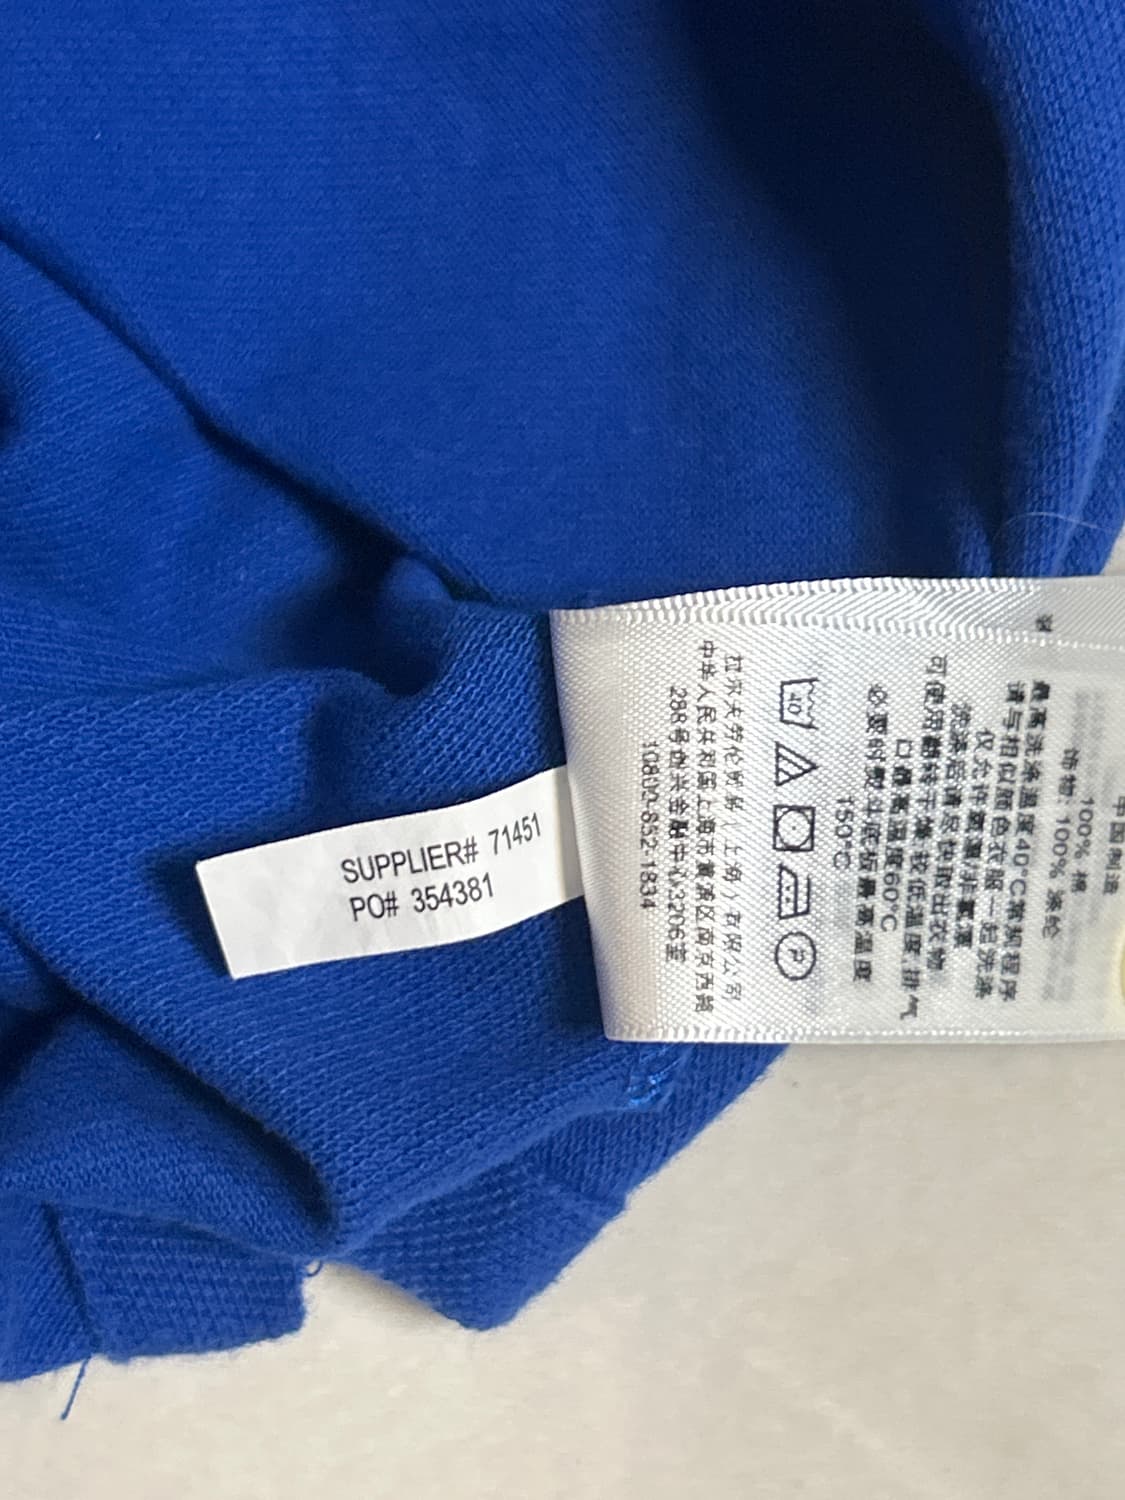 SUPPLIER# 71451
PO# 354381
中国制造
100% 棉
饰物: 100% 涤纶
最高洗涤温度40°C常规程序
请与相似颜色衣服一起洗涤
仅允许氧漂/非氯漂
洗涤后请尽快取出衣物
可使用翻转干燥 较低温度, 排气
口最高温度60°C
必要时熨斗底板最高温度
150°C
40
P
拉尔夫劳伦贸易（上海）有限公司
中华人民共和国上海市黄浦区南京西路
288号创兴金融中心3206室
10800-852-1834